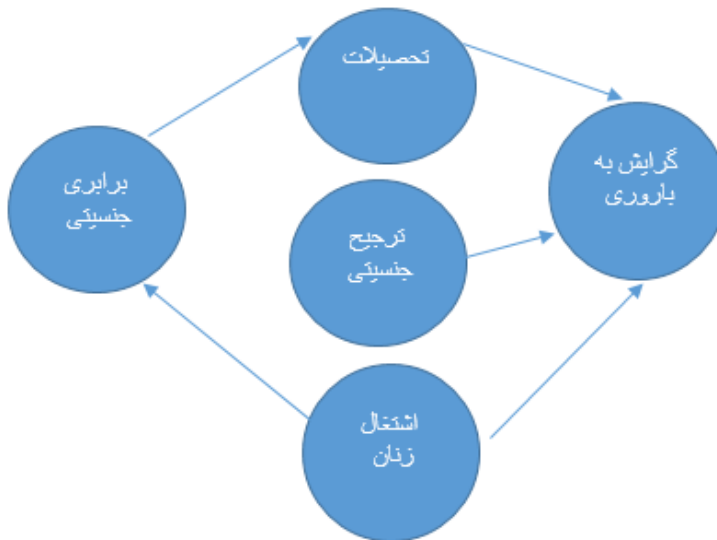 تحصیلات
گرایش به
باروری
برابری
جنسیتی
ترجیح
جنسیتی
اشتغال
زنان